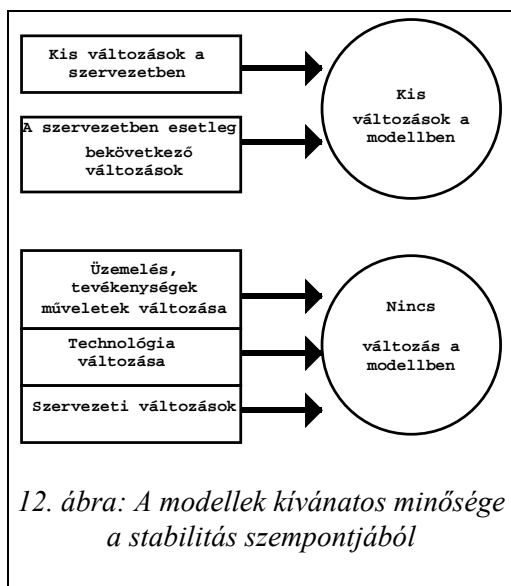 Kis változások a
szervezetben
A szervezetben esetleg
bekövetkező
változások
Kis
változások a
modellben
Üzemelés,
tevékenységek
műveletek változása
Technológia
változása
Szervezeti változások
Nincs
változás a
modellben
12. ábra: A modellek kívánatos minősége
a stabilitás szempontjából